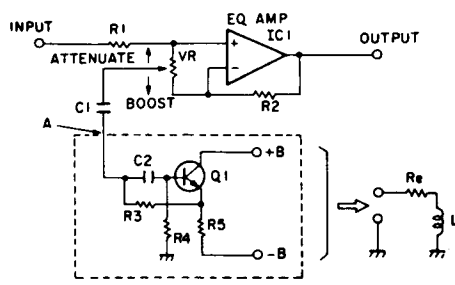 INPUT
R1
EQ AMP
IC1
OUTPUT
ATTENUATE
VR
+
-
BOOST
R2
C1
A
C2
Q1
+B
R3
R4
R5
-B
Re
L